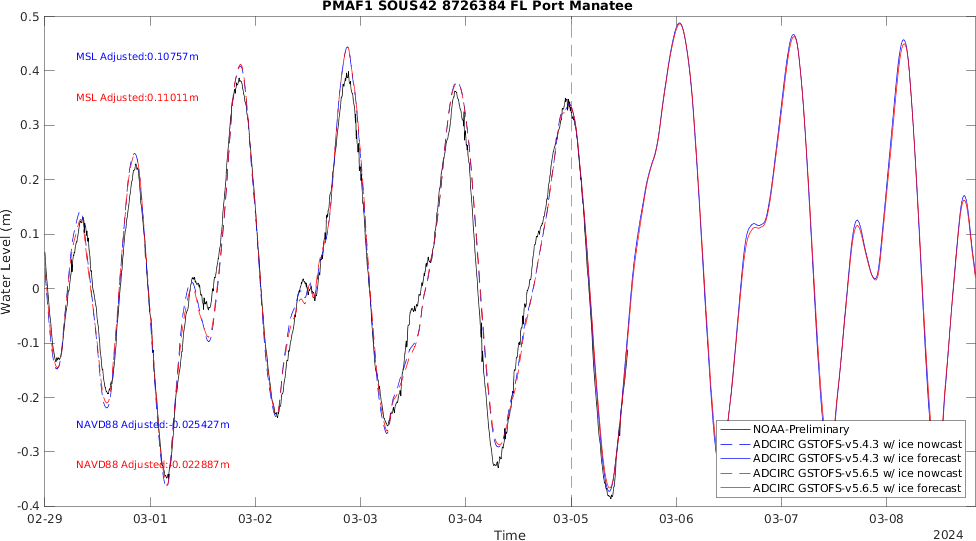 PMAF1 SOUS42 8726384 FL Port Manatee
0.5
0.4
0.3
0.2
0.1
0
-0.1
-0.2
-0.3
-0.4
Water Level (m)
MSL Adjusted:0.10757m
MSL Adjusted:0.11011m
NAVD88 Adjusted:-0.025427m
NAVD88 Adjusted:-0.022887m
NOAA-Preliminary
ADCIRC GSTOFS-v5.4.3 w/ ice nowcast
ADCIRC GSTOFS-v5.4.3 w/ ice forecast
ADCIRC GSTOFS-v5.6.5 w/ ice nowcast
ADCIRC GSTOFS-v5.6.5 w/ ice forecast
02-29 03-01 03-02 03-03 03-04 03-05 03-06 03-07 03-08
Time
2024